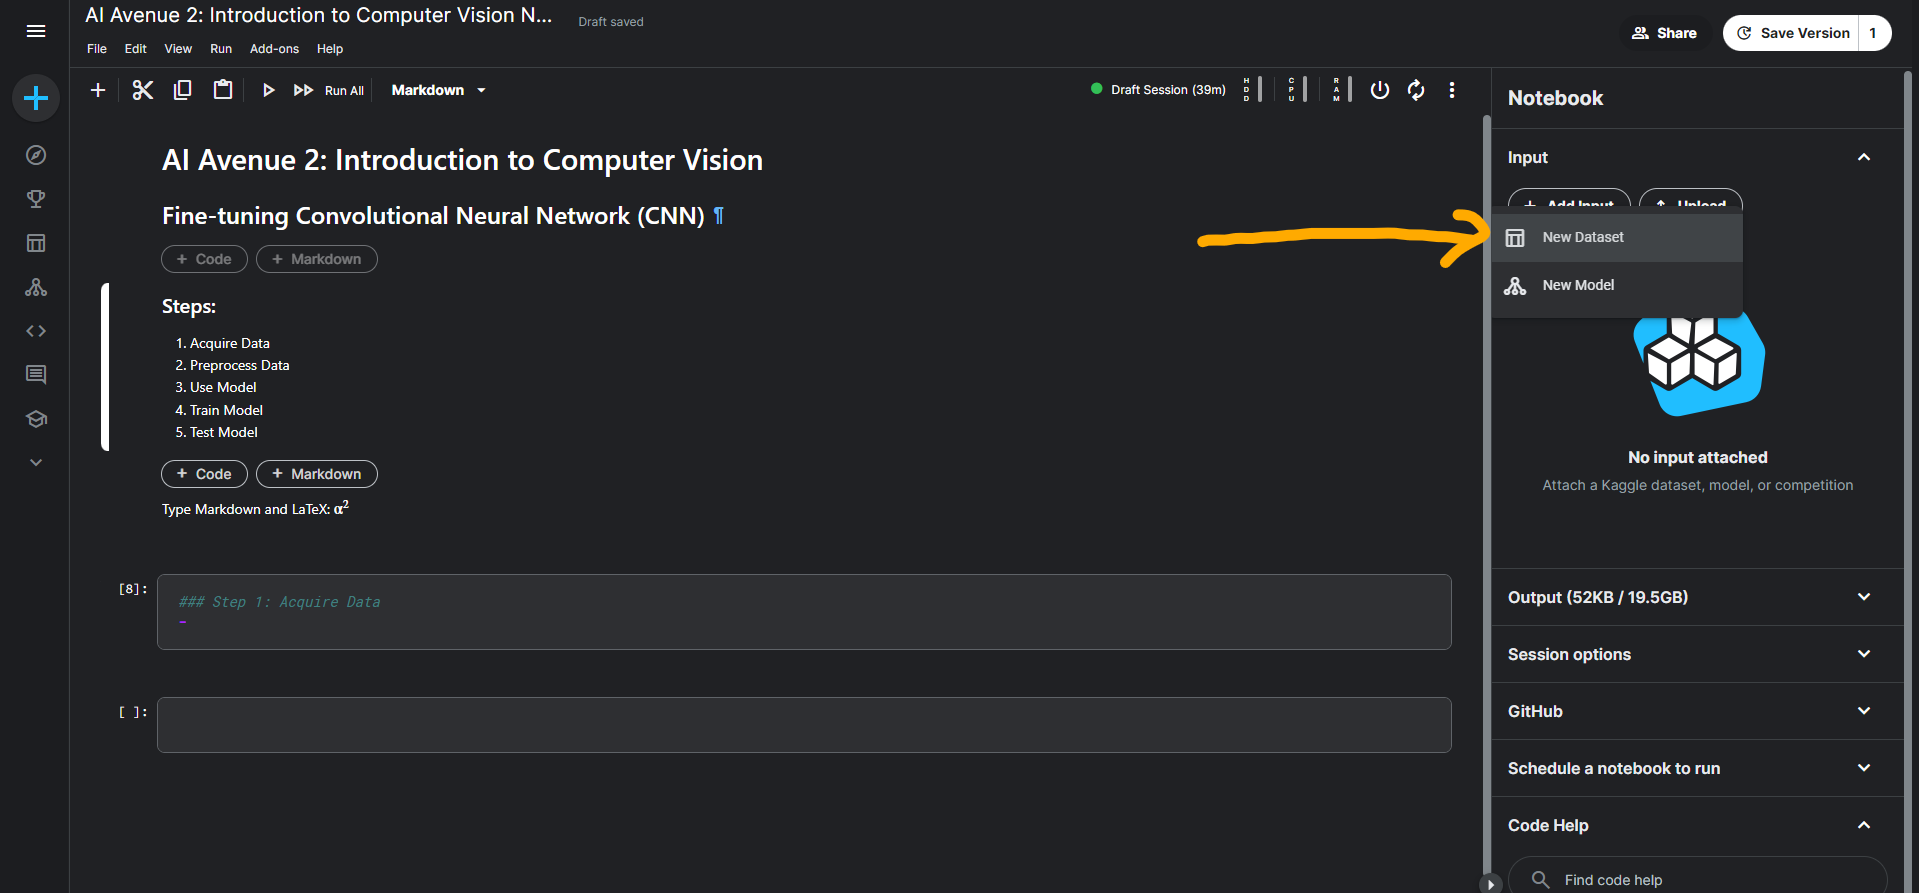 AI Avenue 2: Introduction to Computer Vision N...
Draft saved
File Edit View Run Add-ons Help
Share
Save Version 1
Run All
Markdown
Draft Session (39m)
HDD
CPU
RAM
AI Avenue 2: Introduction to Computer Vision
Fine-tuning Convolutional Neural Network (CNN) ¶
+ Code + Markdown
Steps:
1. Acquire Data
2. Preprocess Data
3. Use Model
4. Train Model
5. Test Model
+ Code + Markdown
Type Markdown and LaTeX: α²
[8]:
### Step 1: Acquire Data
-
[ ]:
Notebook
Input
+ Add Input Upload
New Dataset
New Model
No input attached
Attach a Kaggle dataset, model, or competition
Output (52KB / 19.5GB)
Session options
GitHub
Schedule a notebook to run
Code Help
Find code help